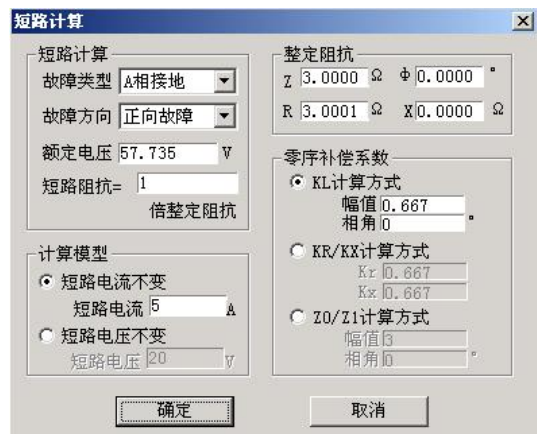 短路计算
短路计算
故障类型 A相接地
故障方向 正向故障
额定电压 57.735 V
短路阻抗= 1
倍整定阻抗
计算模型
短路电流不变
短路电流 5 A
短路电压不变
短路电压 20 V
整定阻抗
Z 3.0000 Ω Φ 0.0000 °
R 3.0001 Ω X 0.0000 Ω
零序补偿系数
KL计算方式
幅值 0.667
相角 0 °
KR/KX计算方式
Kr 0.667
Kx 0.667
Z0/Z1计算方式
幅值 3
相角 0 °
确定
取消